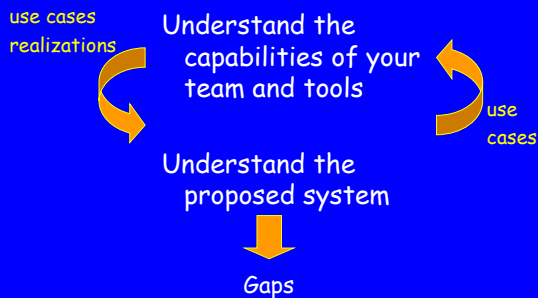 use cases
realizations
Understand the
capabilities of your
team and tools
use
cases
Understand the
proposed system
Gaps